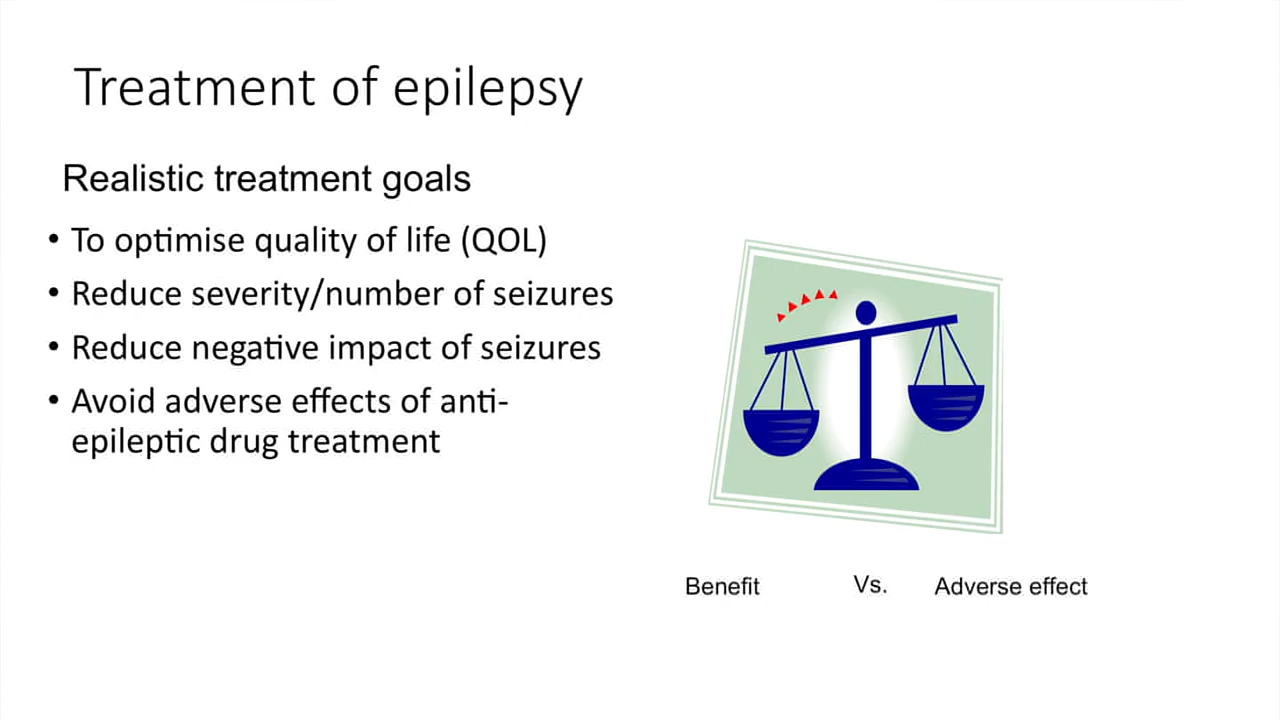 Treatment of epilepsy
Realistic treatment goals
• To optimise quality of life (QOL)
• Reduce severity/number of seizures
• Reduce negative impact of seizures
• Avoid adverse effects of anti-
epileptic drug treatment
Benefit Vs. Adverse effect